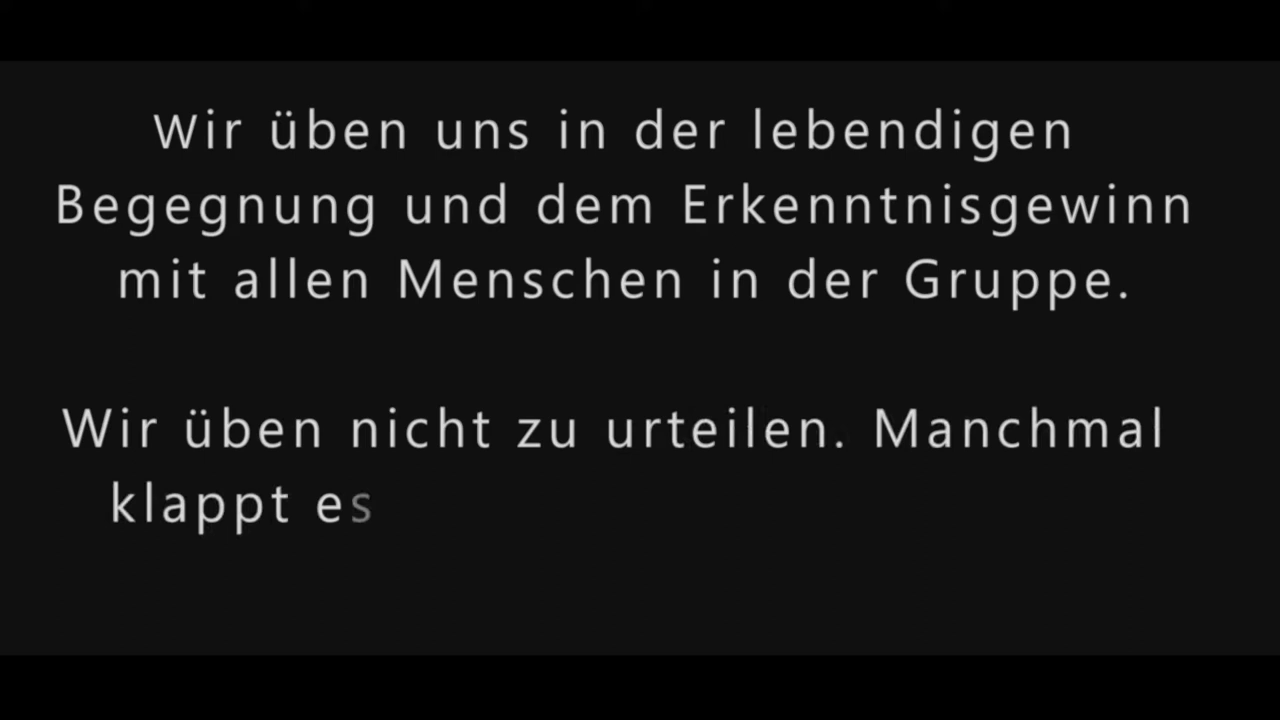 Wir üben uns in der lebendigen
Begegnung und dem Erkenntnisgewinn
mit allen Menschen in der Gruppe.
Wir üben nicht zu urteilen. Manchmal
klappt es